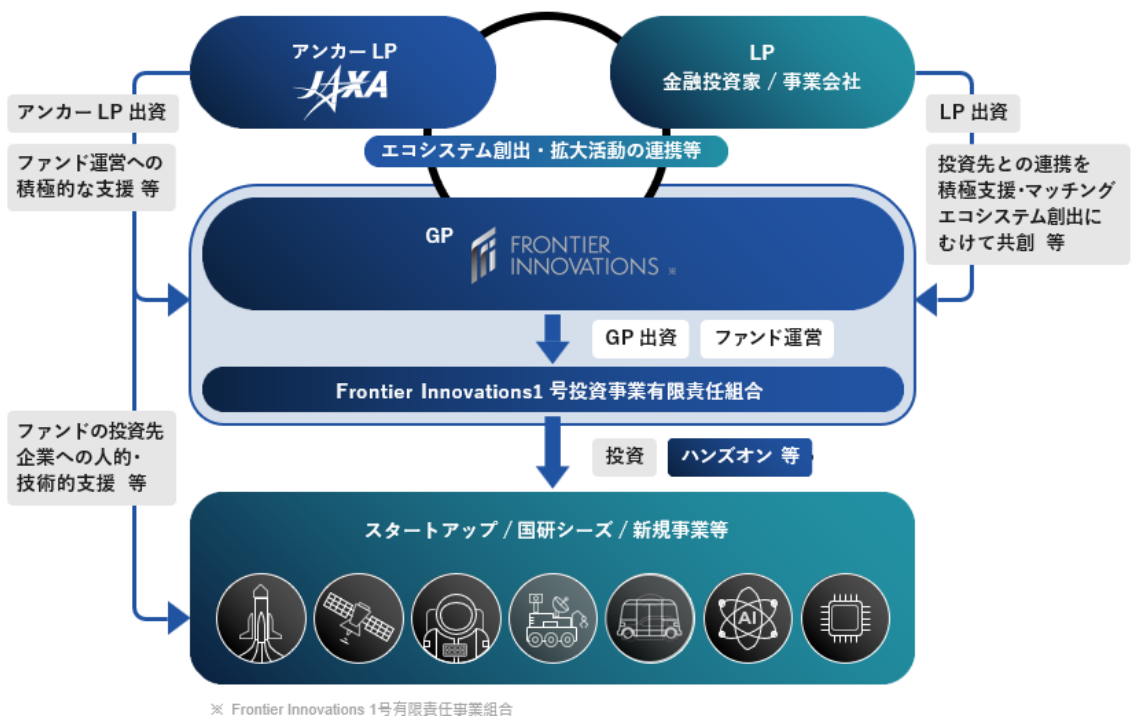 アンカー LP
JAXA
LP
金融投資家 / 事業会社
アンカー LP 出資
ファンド運営への
積極的な支援 等
エコシステム創出・拡大活動の連携等
LP 出資
投資先との連携を
積極支援・マッチング
エコシステム創出に
むけて共創 等
GP
FRONTIER
INNOVATIONS ※
GP 出資
ファンド運営
Frontier Innovations1 号投資事業有限責任組合
ファンドの投資先
企業への人的・
技術的支援 等
投資
ハンズオン 等
スタートアップ / 国研シーズ / 新規事業等
AI
※ Frontier Innovations 1号有限責任事業組合